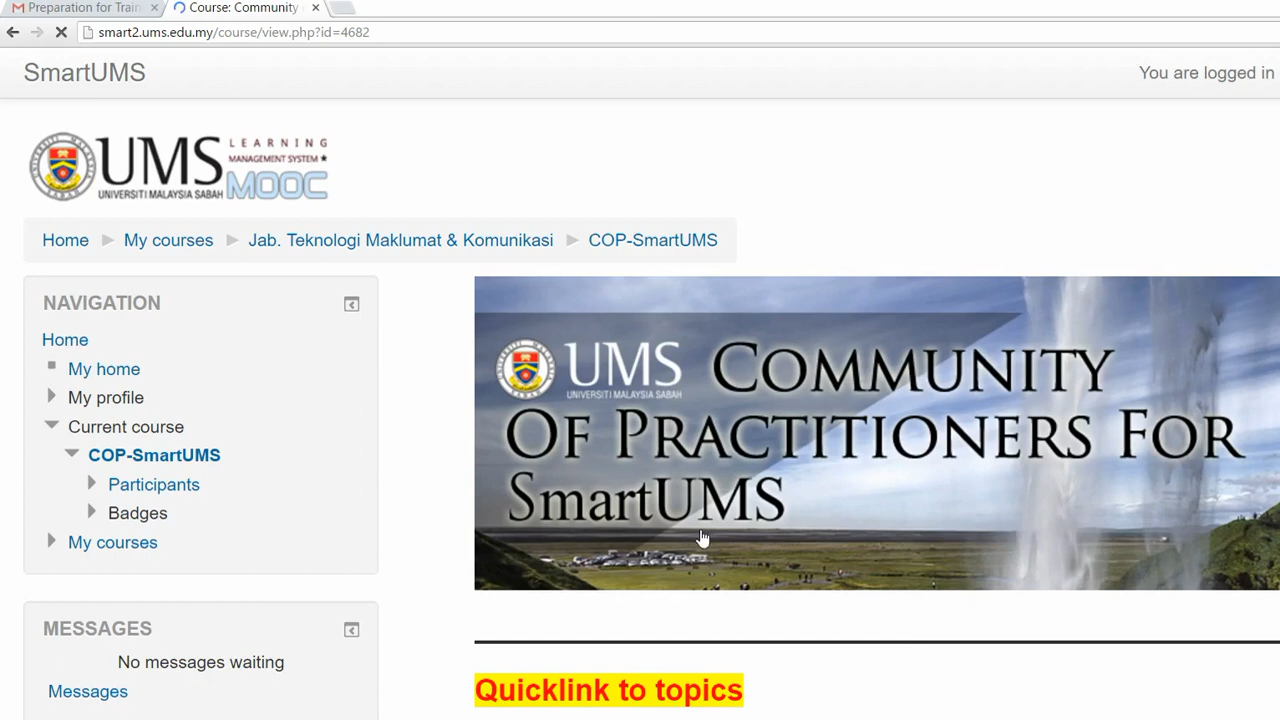 Preparation for Train
Course: Community
smart2.ums.edu.my/course/view.php?id=4682
SmartUMS
You are logged in
UMS LEARNING
MANAGEMENT SYSTEM
MOOC
UNIVERSITI MALAYSIA SABAH
Home My courses Jab. Teknologi Maklumat & Komunikasi COP-SmartUMS
NAVIGATION
Home
My home
My profile
Current course
COP-SmartUMS
Participants
Badges
My courses
UMS
UNIVERSITI MALAYSIA SABAH
COMMUNITY
OF PRACTITIONERS FOR
SmartUMS
MESSAGES
No messages waiting
Messages
Quicklink to topics